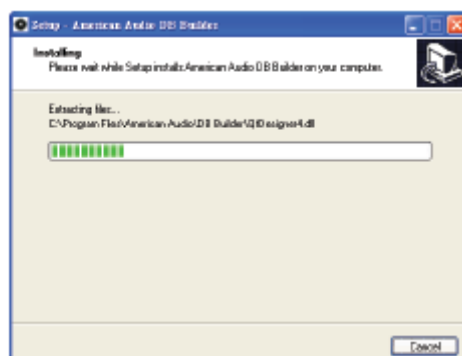 Setup - American Audio DB Builder
Installing
Please wait while Setup installs American Audio DB Builder on your computer.
Extracting files...
C:\Program Files\American Audio\DB Builder\QtDesigner4.dll
Cancel